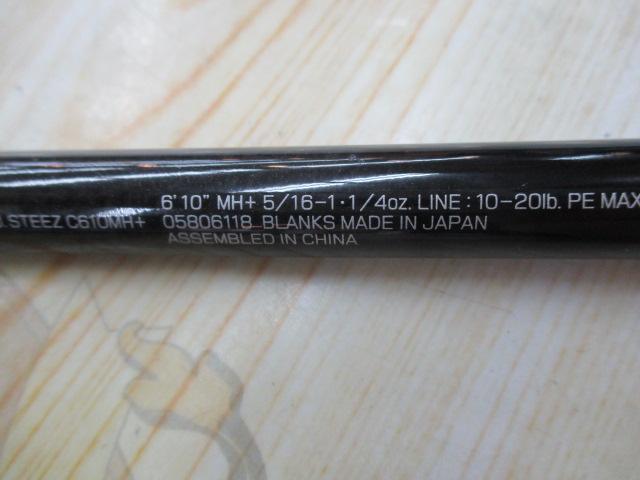 6'10" MH+ 5/16-1・1/4oz. LINE : 10-20lb. PE MAX
STEEZ C610MH+ 05806118 BLANKS MADE IN JAPAN
ASSEMBLED IN CHINA